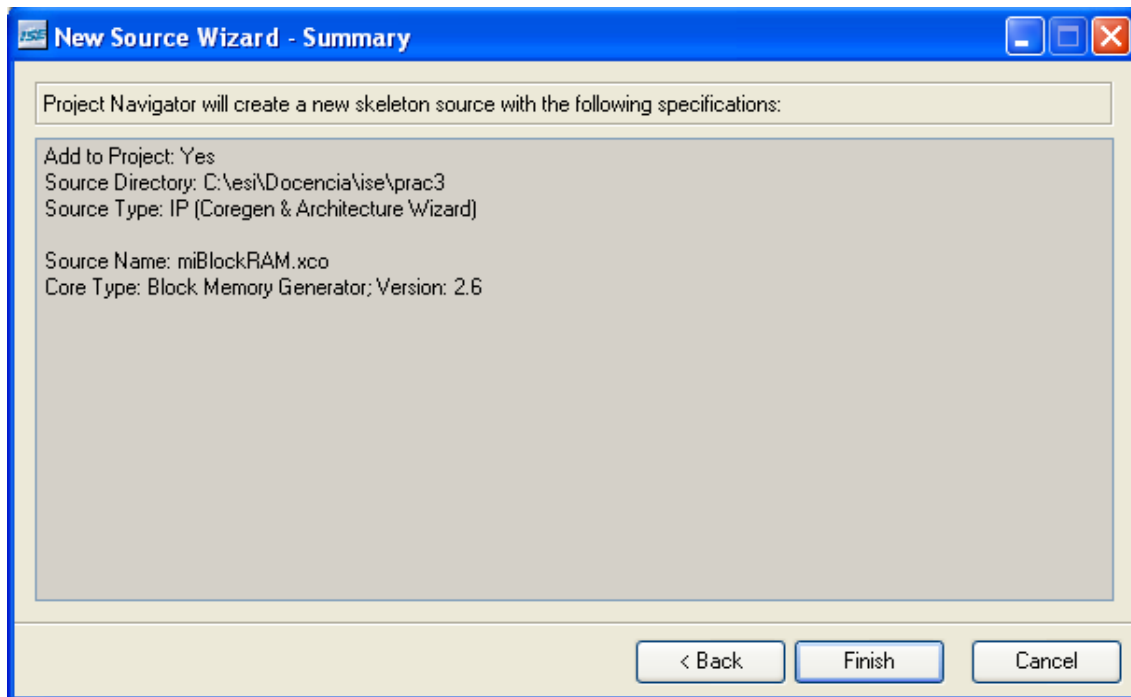 ISE New Source Wizard - Summary
Project Navigator will create a new skeleton source with the following specifications:
Add to Project: Yes
Source Directory: C:\esi\Docencia\ise\prac3
Source Type: IP (Coregen & Architecture Wizard)
Source Name: miBlockRAM.xco
Core Type: Block Memory Generator; Version: 2.6
< Back
Finish
Cancel